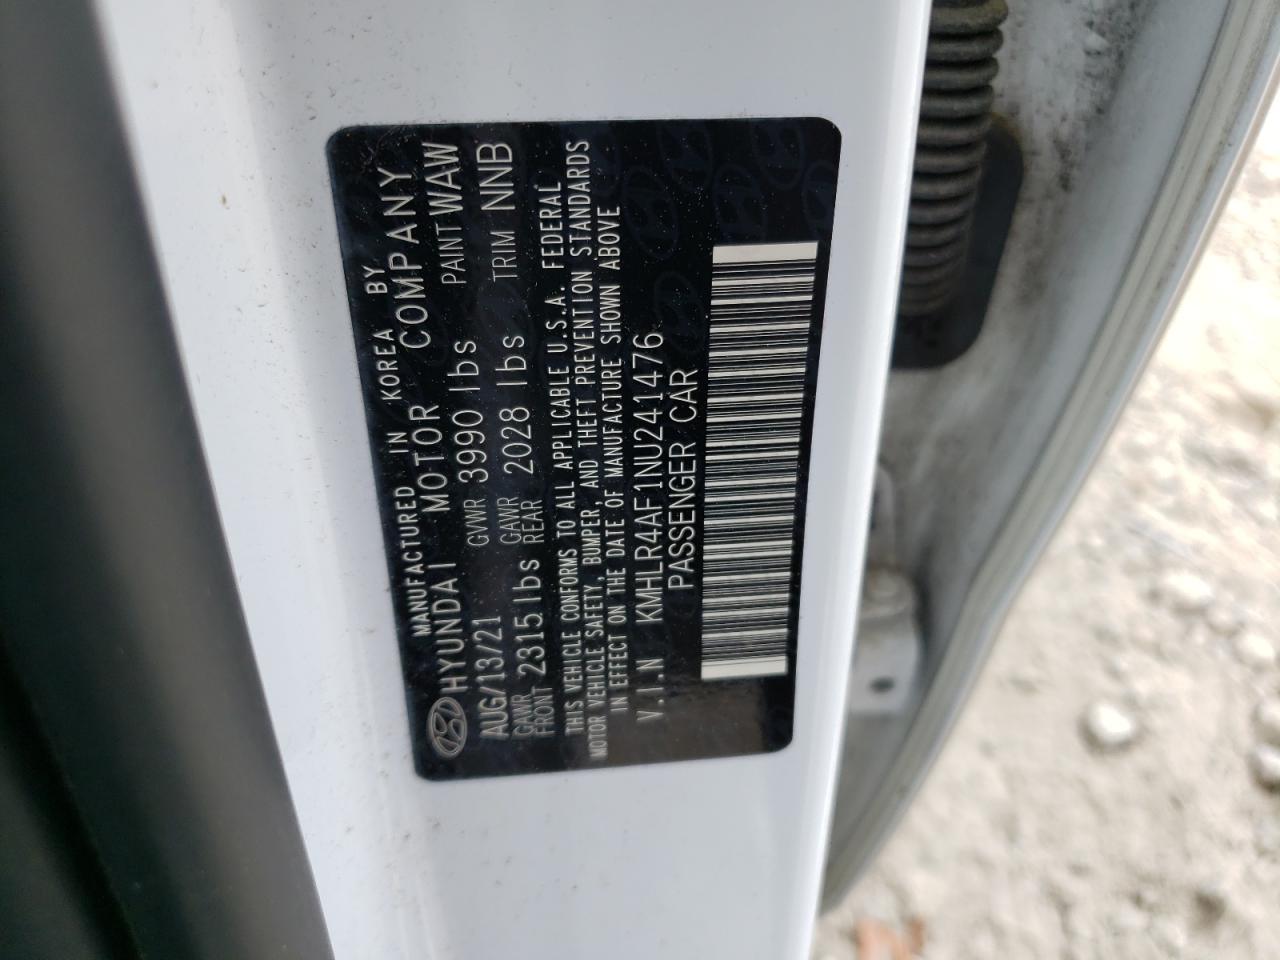 MANUFACTURED IN KOREA BY
HYUNDAI MOTOR COMPANY
AUG/13/21 GVWR 3990 lbs PAINT WAW
GAWR FRONT 2315 lbs GAWR REAR 2028 lbs TRIM NNB
THIS VEHICLE CONFORMS TO ALL APPLICABLE U.S.A. FEDERAL
MOTOR VEHICLE SAFETY, BUMPER, AND THEFT PREVENTION STANDARDS
IN EFFECT ON THE DATE OF MANUFACTURE SHOWN ABOVE
V.I.N KMHLR4AF1NU241476
PASSENGER CAR